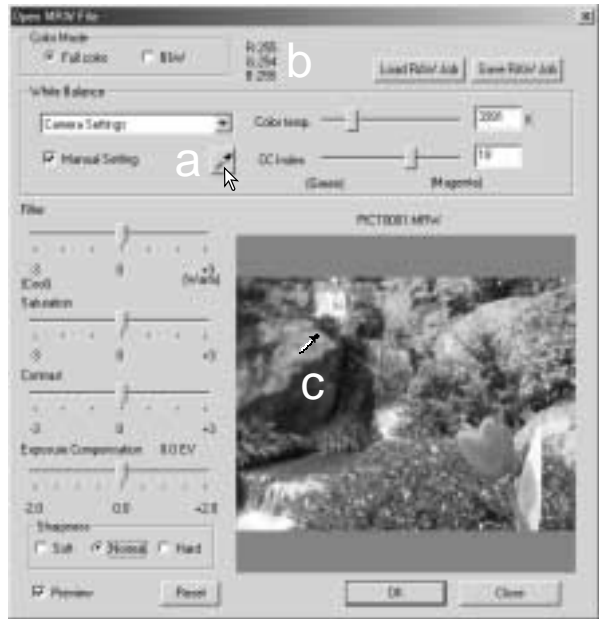 Open MRW File
Color Mode
Full color B&W
R:255
G:254
B:255
b
Load RAW Job Save RAW Job
White Balance
Camera Settings
Color temp. K
Manual Setting
a
CC Index 16
(Green) (Magenta)
Filter
-3 0 +3
(Cool) (Warm)
Saturation
-3 0 +3
Contrast
-3 0 +3
Exposure Compensation 0.0 EV
-2.0 0.0 +2.0
Sharpness
Soft Normal Hard
Preview
Reset
PICT0001.MRW
c
OK Close